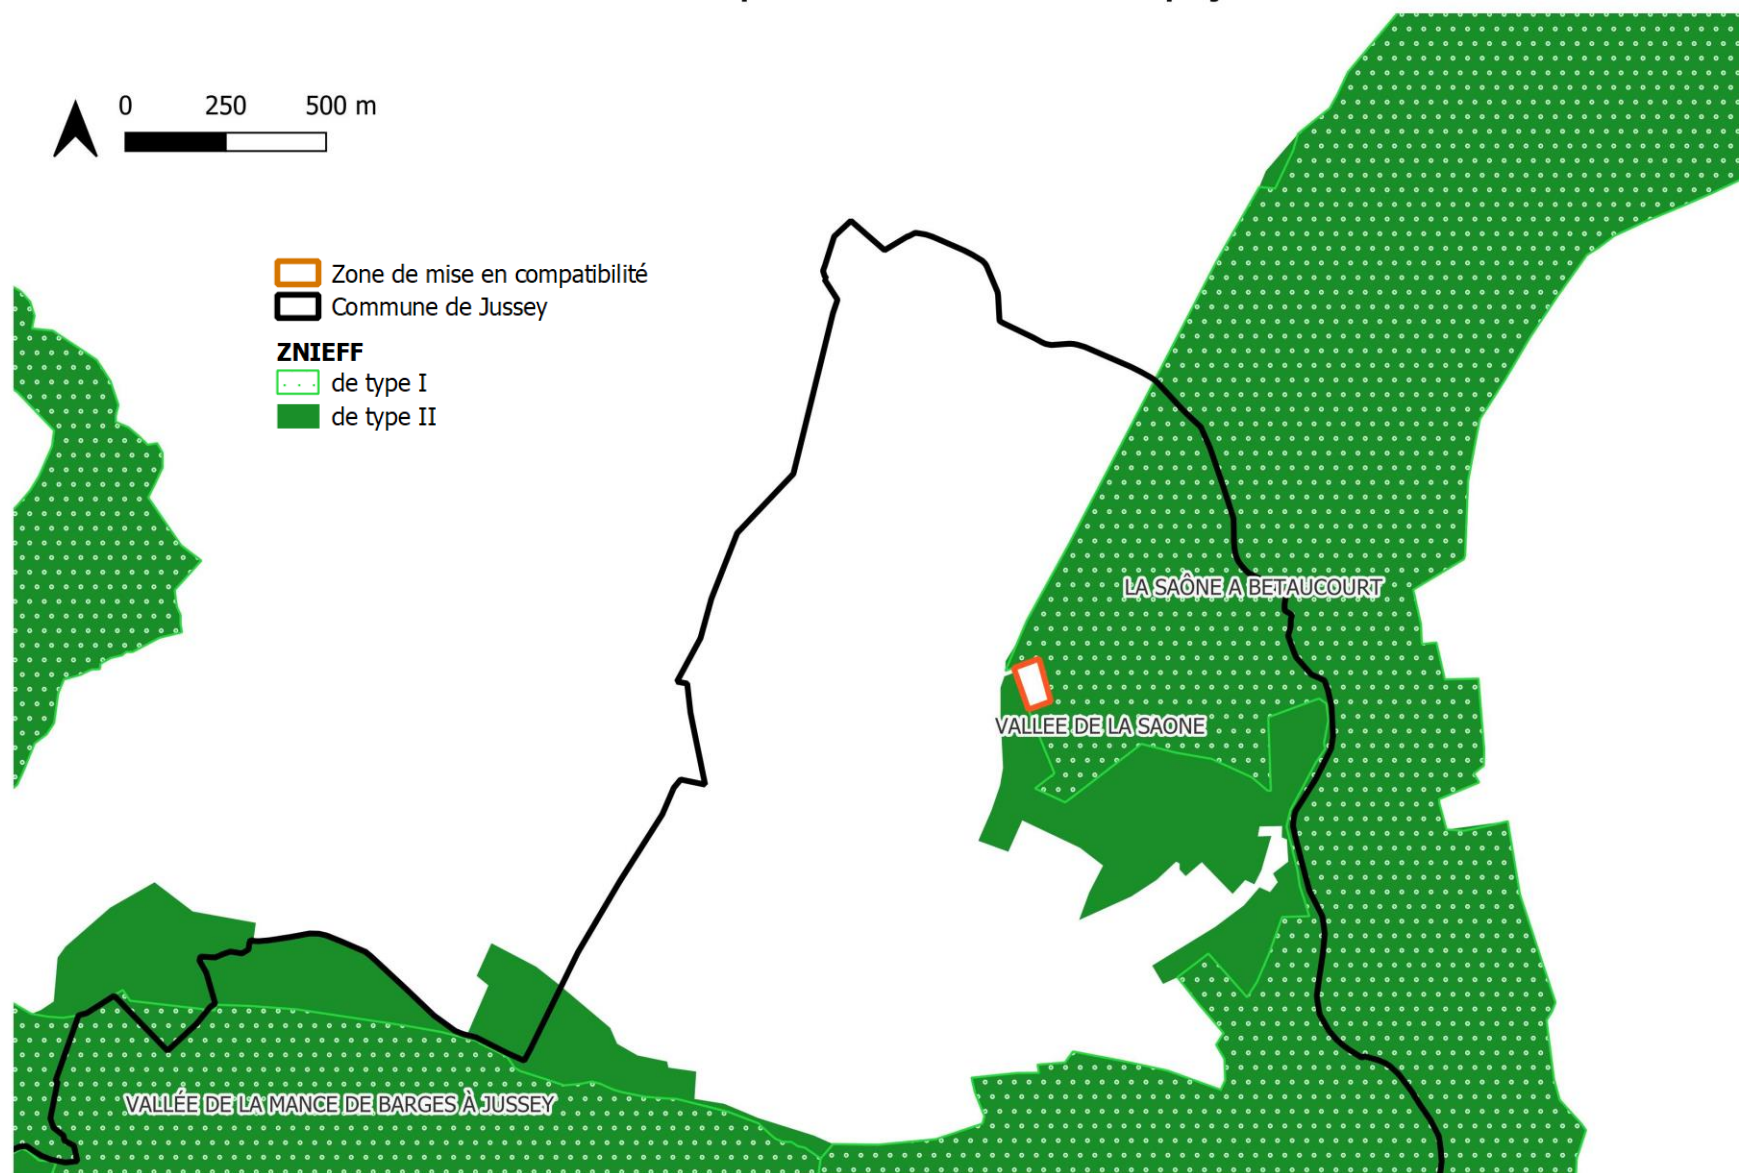 0 250 500 m
Zone de mise en compatibilité
Commune de Jussey
ZNIEFF
de type I
de type II
LA SAÔNE A BETAUCOURT
VALLEE DE LA SAONE
VALLÉE DE LA MANCE DE BARGES À JUSSEY